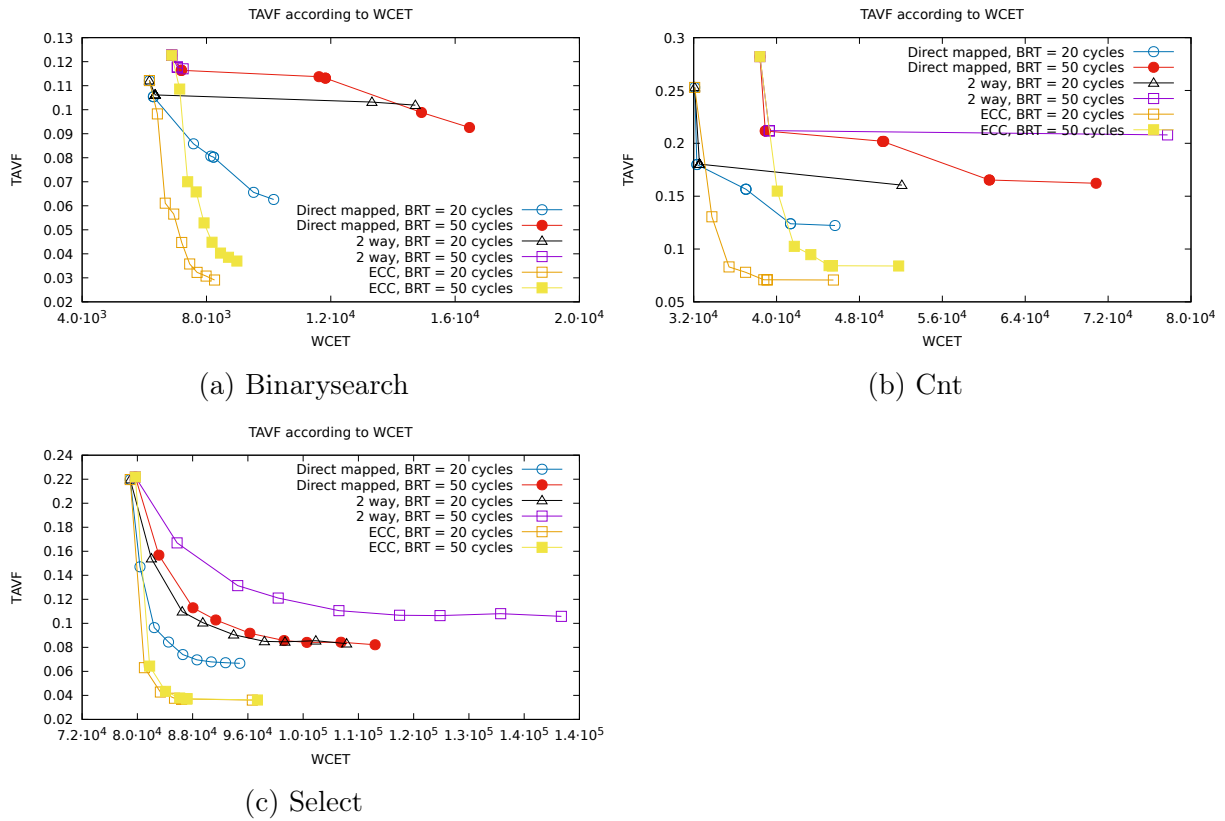 TAVF according to WCET
0.13
0.12
0.11
0.1
0.09
0.08
0.07
0.06
0.05
0.04
0.03
0.02
TAVF
Direct mapped, BRT = 20 cycles
Direct mapped, BRT = 50 cycles
2 way, BRT = 20 cycles
2 way, BRT = 50 cycles
ECC, BRT = 20 cycles
ECC, BRT = 50 cycles
4.0·10³ 8.0·10³ 1.2·10⁴ 1.6·10⁴ 2.0·10⁴
WCET
(a) Binarysearch
TAVF according to WCET
0.3
0.25
0.2
0.15
0.1
0.05
TAVF
Direct mapped, BRT = 20 cycles
Direct mapped, BRT = 50 cycles
2 way, BRT = 20 cycles
2 way, BRT = 50 cycles
ECC, BRT = 20 cycles
ECC, BRT = 50 cycles
3.2·10⁴ 4.0·10⁴ 4.8·10⁴ 5.6·10⁴ 6.4·10⁴ 7.2·10⁴ 8.0·10⁴
WCET
(b) Cnt
TAVF according to WCET
0.24
0.22
0.2
0.18
0.16
0.14
0.12
0.1
0.08
0.06
0.04
0.02
TAVF
Direct mapped, BRT = 20 cycles
Direct mapped, BRT = 50 cycles
2 way, BRT = 20 cycles
2 way, BRT = 50 cycles
ECC, BRT = 20 cycles
ECC, BRT = 50 cycles
7.2·10⁴ 8.0·10⁴ 8.8·10⁴ 9.6·10⁴ 1.0·10⁵ 1.1·10⁵ 1.2·10⁵ 1.3·10⁵ 1.4·10⁵ 1.4·10⁵
WCET
(c) Select